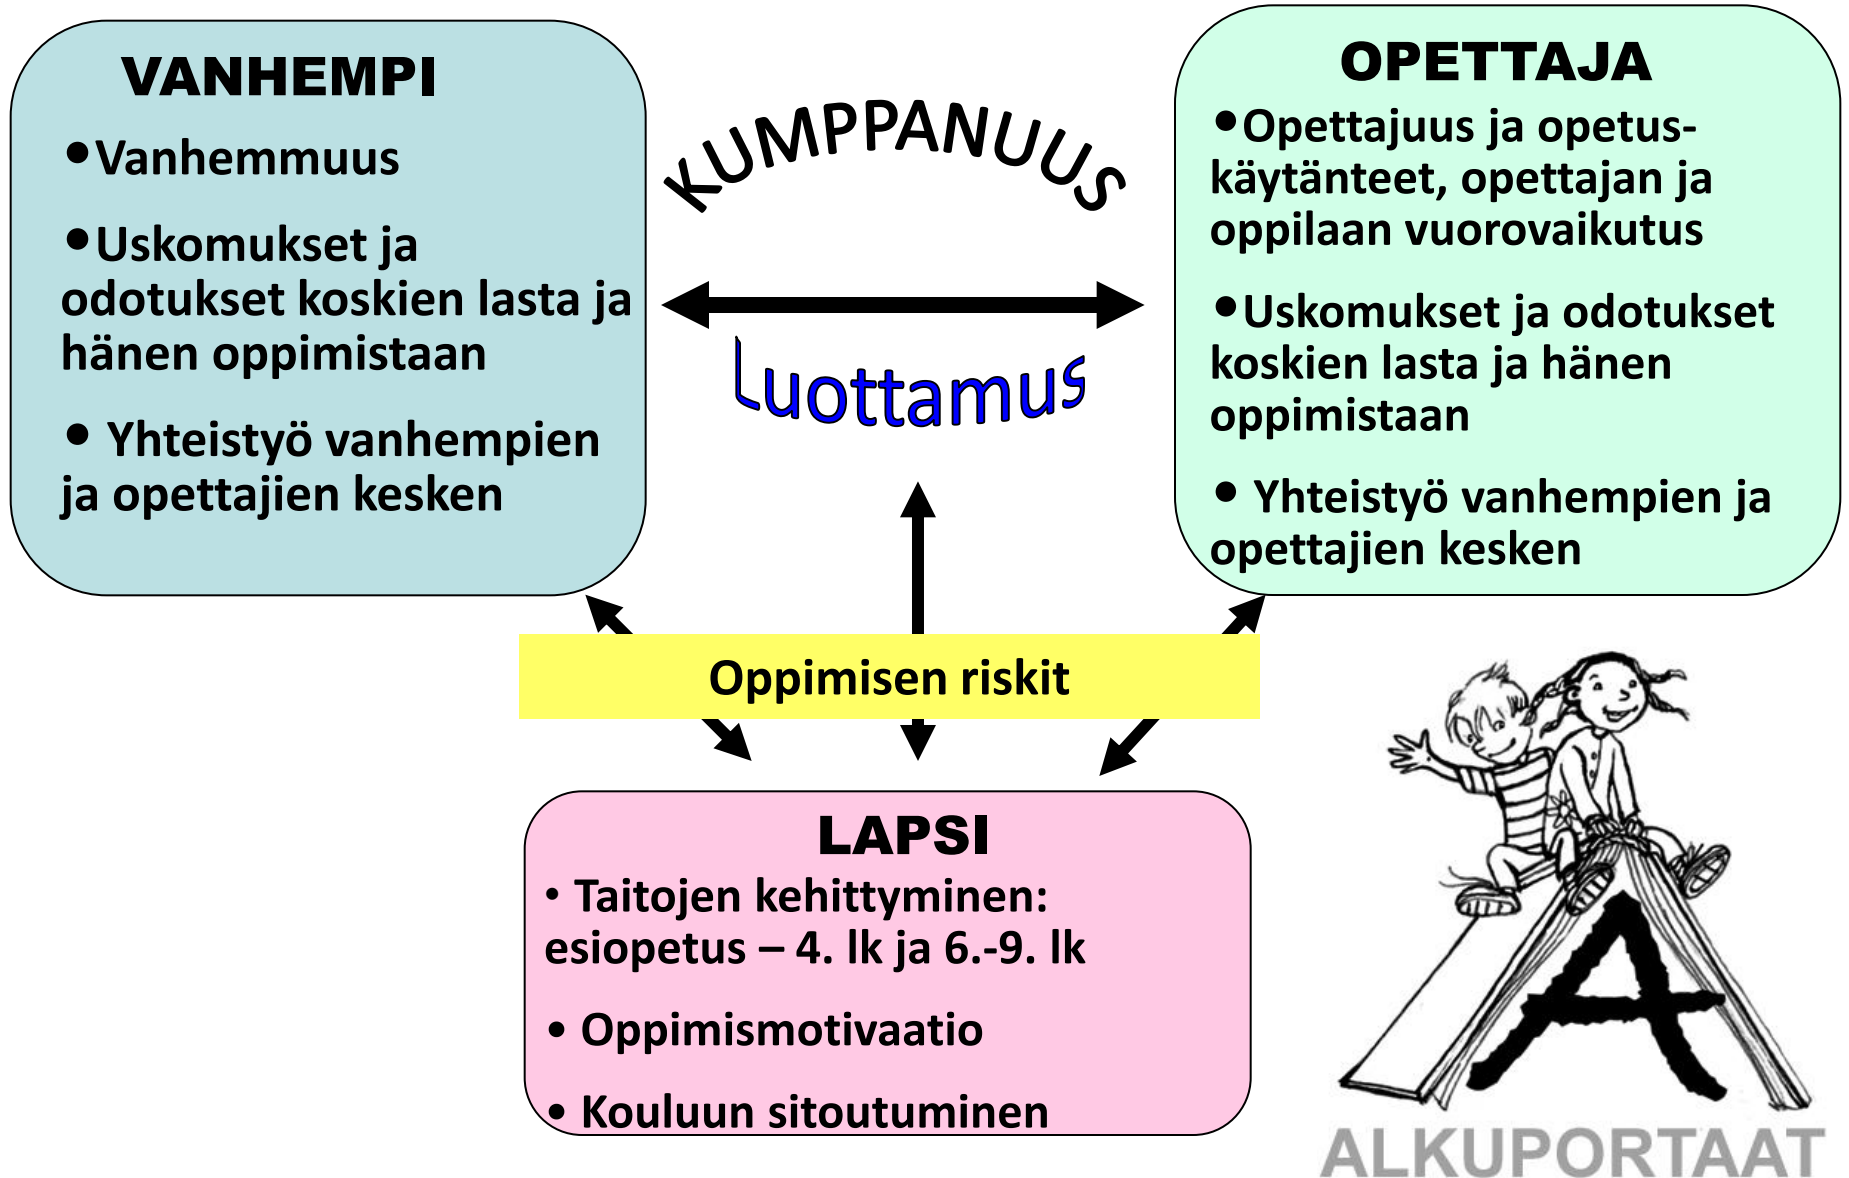 VANHEMPI
•Vanhemmuus
•Uskomukset ja
odotukset koskien lasta ja
hänen oppimistaan
• Yhteistyö vanhempien
ja opettajien kesken
KUMPPANUUS
Luottamus
OPETTAJA
•Opettajuus ja opetus-
käytänteet, opettajan ja
oppilaan vuorovaikutus
•Uskomukset ja odotukset
koskien lasta ja hänen
oppimistaan
• Yhteistyö vanhempien ja
opettajien kesken
Oppimisen riskit
LAPSI
• Taitojen kehittyminen:
esiopetus – 4. lk ja 6.-9. lk
• Oppimismotivaatio
• Kouluun sitoutuminen
A
ALKUPORTAAT